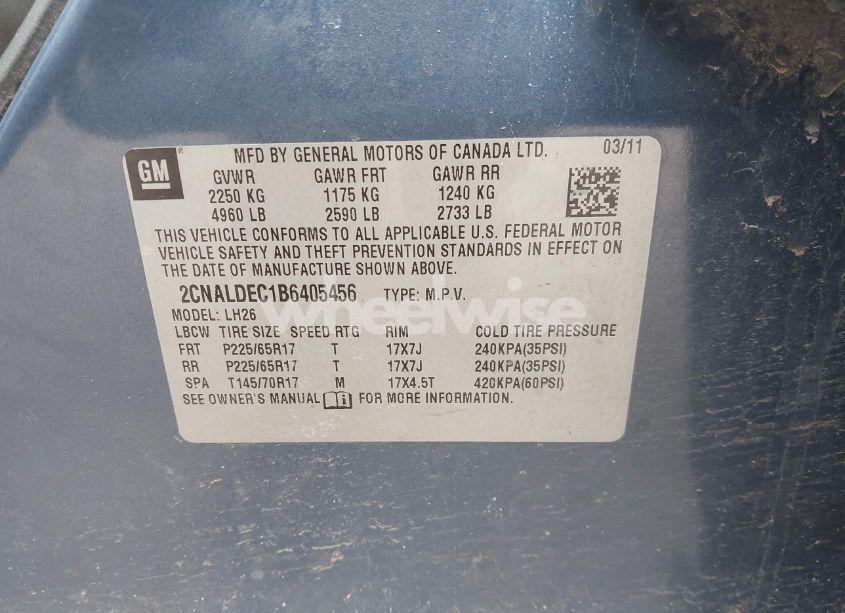 GM
MFD BY GENERAL MOTORS OF CANADA LTD. 03/11
GVWR GAWR FRT GAWR RR
2250 KG 1175 KG 1240 KG
4960 LB 2590 LB 2733 LB
THIS VEHICLE CONFORMS TO ALL APPLICABLE U.S. FEDERAL MOTOR
VEHICLE SAFETY AND THEFT PREVENTION STANDARDS IN EFFECT ON
THE DATE OF MANUFACTURE SHOWN ABOVE.
2CNALDEC1B6405456 TYPE: M.P.V.
wheelwise
MODEL: LH26
LBCW TIRE SIZE SPEED RTG RIM COLD TIRE PRESSURE
FRT P225/65R17 T 17X7J 240KPA(35PSI)
RR P225/65R17 T 17X7J 240KPA(35PSI)
SPA T145/70R17 M 17X4.5T 420KPA(60PSI)
SEE OWNER'S MANUAL i FOR MORE INFORMATION.